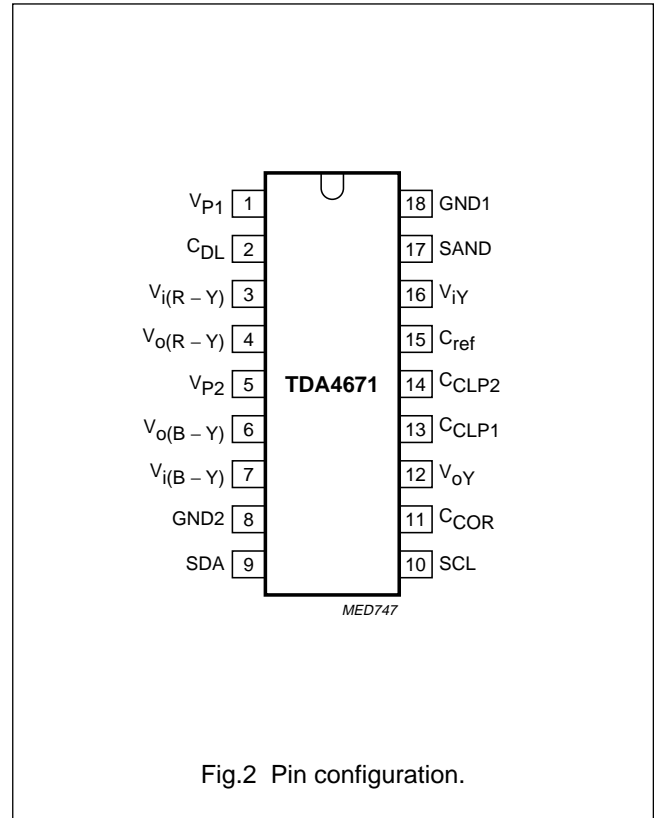 VP1 1 18 GND1
CDL 2 17 SAND
Vi(R – Y) 3 16 ViY
Vo(R – Y) 4 15 Cref
VP2 5 TDA4671 14 CCLP2
Vo(B – Y) 6 13 CCLP1
Vi(B – Y) 7 12 VoY
GND2 8 11 CCOR
SDA 9 10 SCL
MED747
Fig.2 Pin configuration.